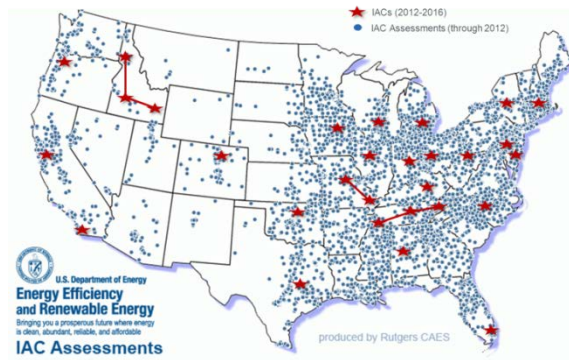 IACs (2012-2016)
IAC Assessments (through 2012)
U.S. Department of Energy
Energy Efficiency
and Renewable Energy
Bringing you a prosperous future where energy
is clean, abundant, reliable, and affordable
IAC Assessments
produced by Rutgers CAES